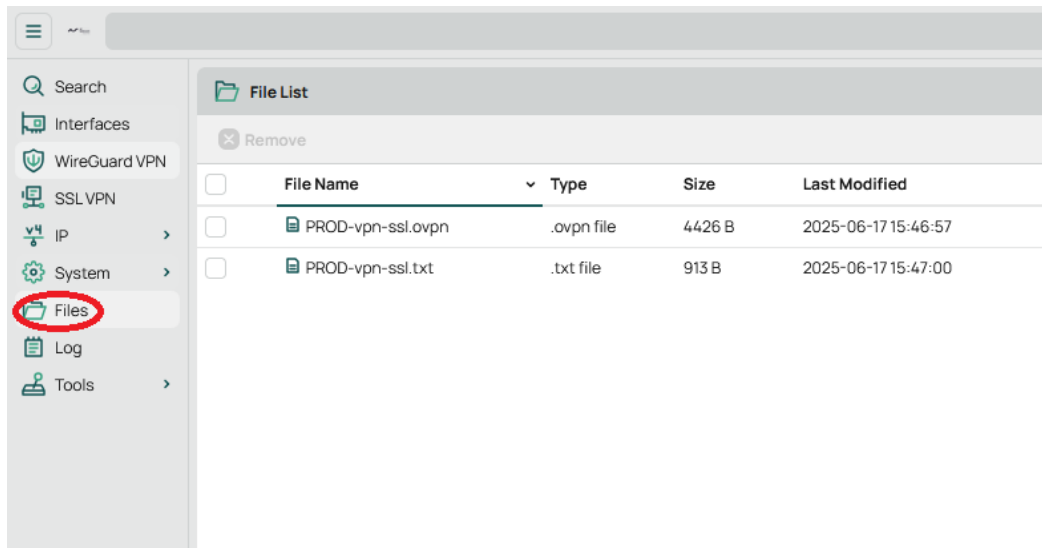 Search
Interfaces
WireGuard VPN
SSL VPN
v4 IP
System
Files
Log
Tools
File List
Remove
File Name Type Size Last Modified
PROD-vpn-ssl.ovpn .ovpn file 4426 B 2025-06-17 15:46:57
PROD-vpn-ssl.txt .txt file 913 B 2025-06-17 15:47:00